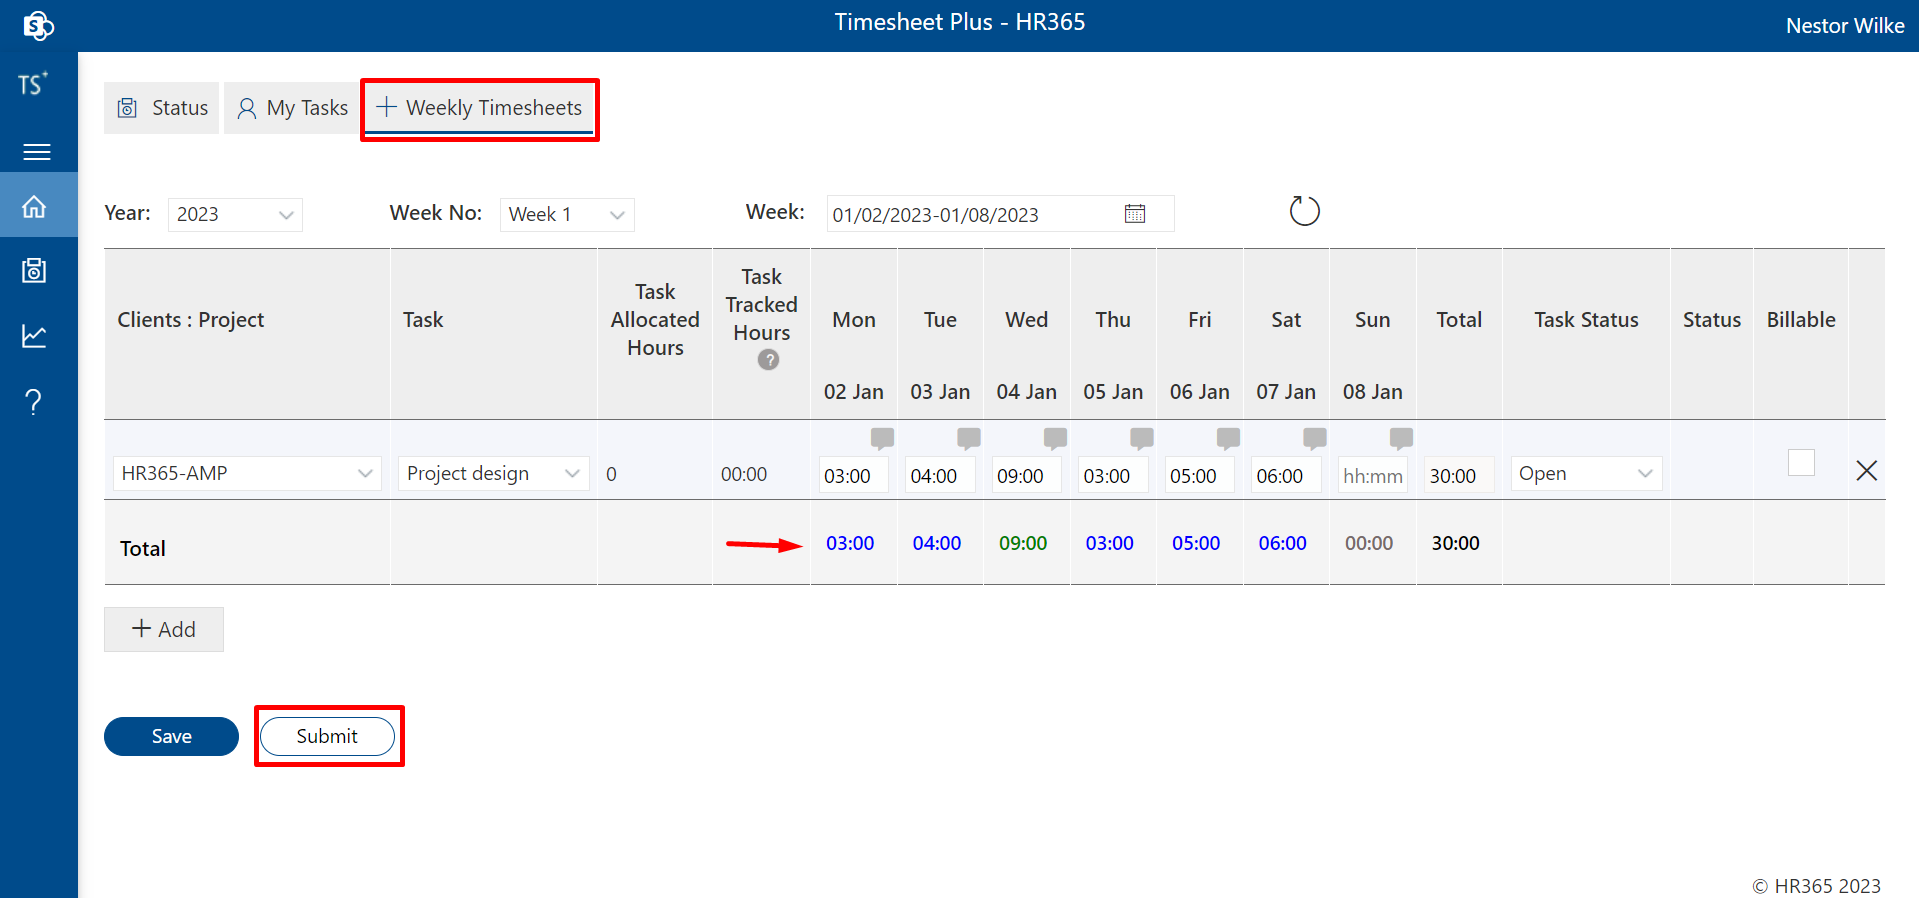 Timesheet Plus - HR365
Nestor Wilke
TS+
Status
My Tasks
Weekly Timesheets
Year:
2023
Week No:
Week 1
Week:
01/02/2023-01/08/2023
Clients : Project
Task
Task
Allocated
Hours
Task
Tracked
Hours
?
Mon
Tue
Wed
Thu
Fri
Sat
Sun
Total
Task Status
Status
Billable
02 Jan
03 Jan
04 Jan
05 Jan
06 Jan
07 Jan
08 Jan
HR365-AMP
Project design
0
00:00
03:00
04:00
09:00
03:00
05:00
06:00
hh:mm
30:00
Open
Total
03:00
04:00
09:00
03:00
05:00
06:00
00:00
30:00
+ Add
Save
Submit
© HR365 2023